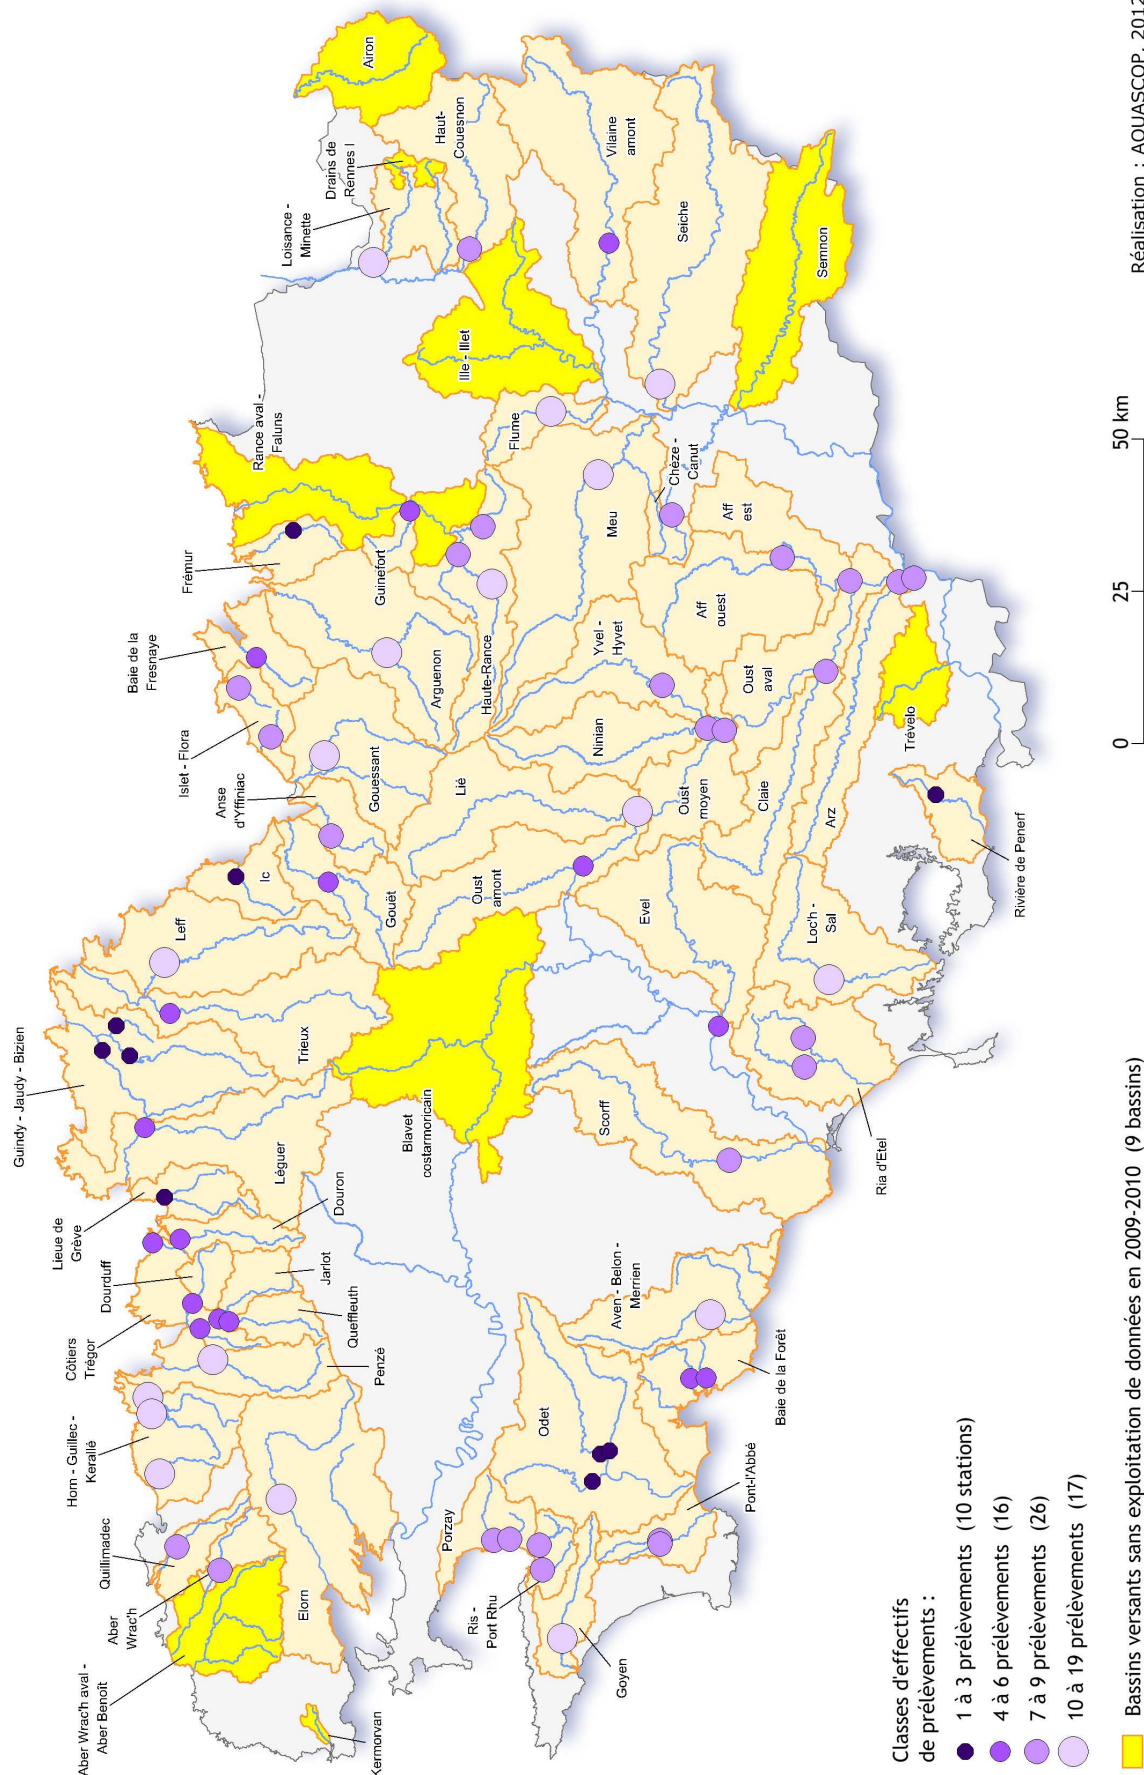 Guindy - Jaudy - Bizien
Lieue de
Grève
Dourduff
Côtiers
Trégor
Horn - Guillec -
Kerallé
Quillimadec
Aber
Wrac'h
Aber Wrac'h aval -
Aber Benoît
Kermorvan
Elorn
Penzé
Queffleuth
Jarlot
Douron
Léguer
Trieux
Leff
Ic
Gouët
Anse
d'Yffiniac
Gouessant
Islet - Flora
Baie de la
Fresnaye
Arguenon
Frémur
Guinefort
Rance aval -
Faluns
Haute-Rance
Loisance -
Minette
Drains de
Rennes I
Airon
Haut-
Couesnon
Ille - Illet
Flume
Vilaine
amont
Seiche
Semnon
Meu
Chèze -
Canut
Aff
est
Aff
ouest
Yvel -
Hyvet
Ninian
Lié
Oust
amont
Oust
moyen
Oust
aval
Claie
Arz
Trévelo
Rivière de Penerf
Loc'h -
Sal
Evel
Blavet
costarmoricain
Scorff
Ria d'Etel
Aven - Belon -
Merrien
Baie de la Forêt
Odet
Pont-l'Abbé
Porzay
Ris -
Port Rhu
Goyen
Classes d'effectifs
de prélèvements :
1 à 3 prélèvements (10 stations)
4 à 6 prélèvements (16)
7 à 9 prélèvements (26)
10 à 19 prélèvements (17)
Bassins versants sans exploitation de données en 2009-2010 (9 bassins)
0 25 50 km
Réalisation : AQUASCOP, 2012